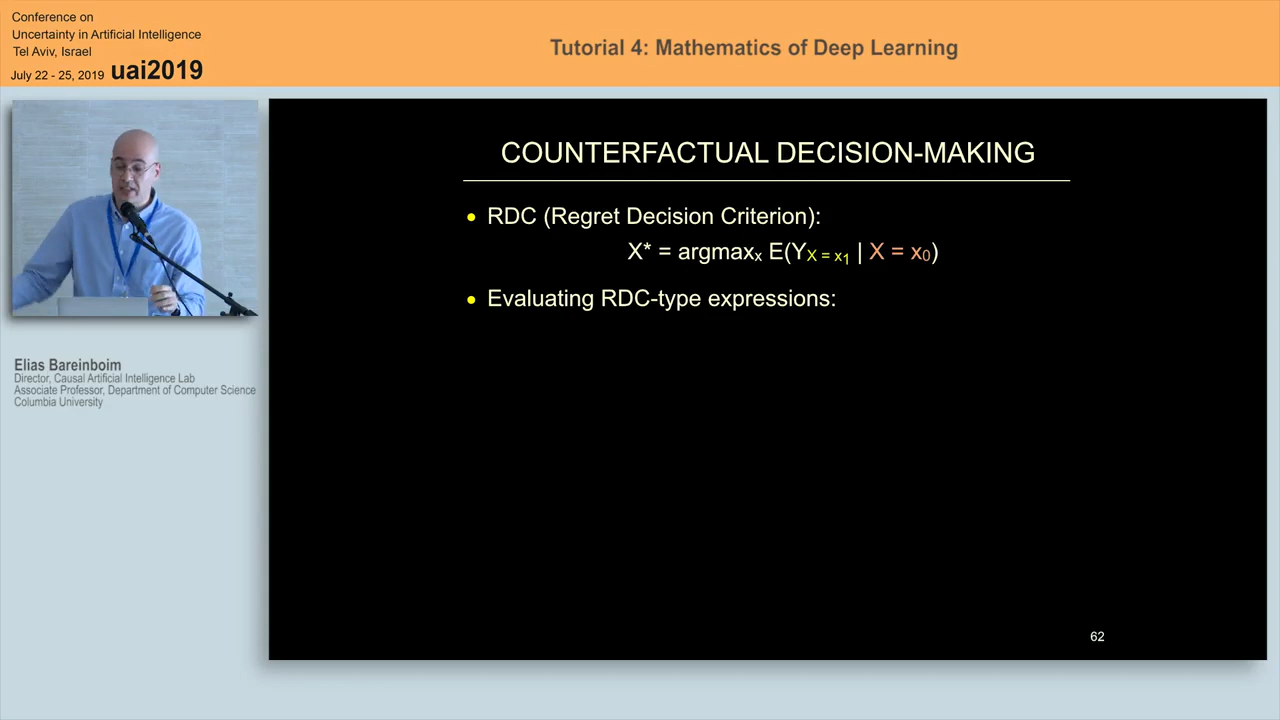 Conference on
Uncertainty in Artificial Intelligence
Tel Aviv, Israel
July 22 - 25, 2019 uai2019
Tutorial 4: Mathematics of Deep Learning
COUNTERFACTUAL DECISION-MAKING
• RDC (Regret Decision Criterion):
X* = argmaxₓ E(Y_X = x₁ | X = x₀)
• Evaluating RDC-type expressions:
Elias Bareinboim
Director, Causal Artificial Intelligence Lab
Associate Professor, Department of Computer Science
Columbia University
62